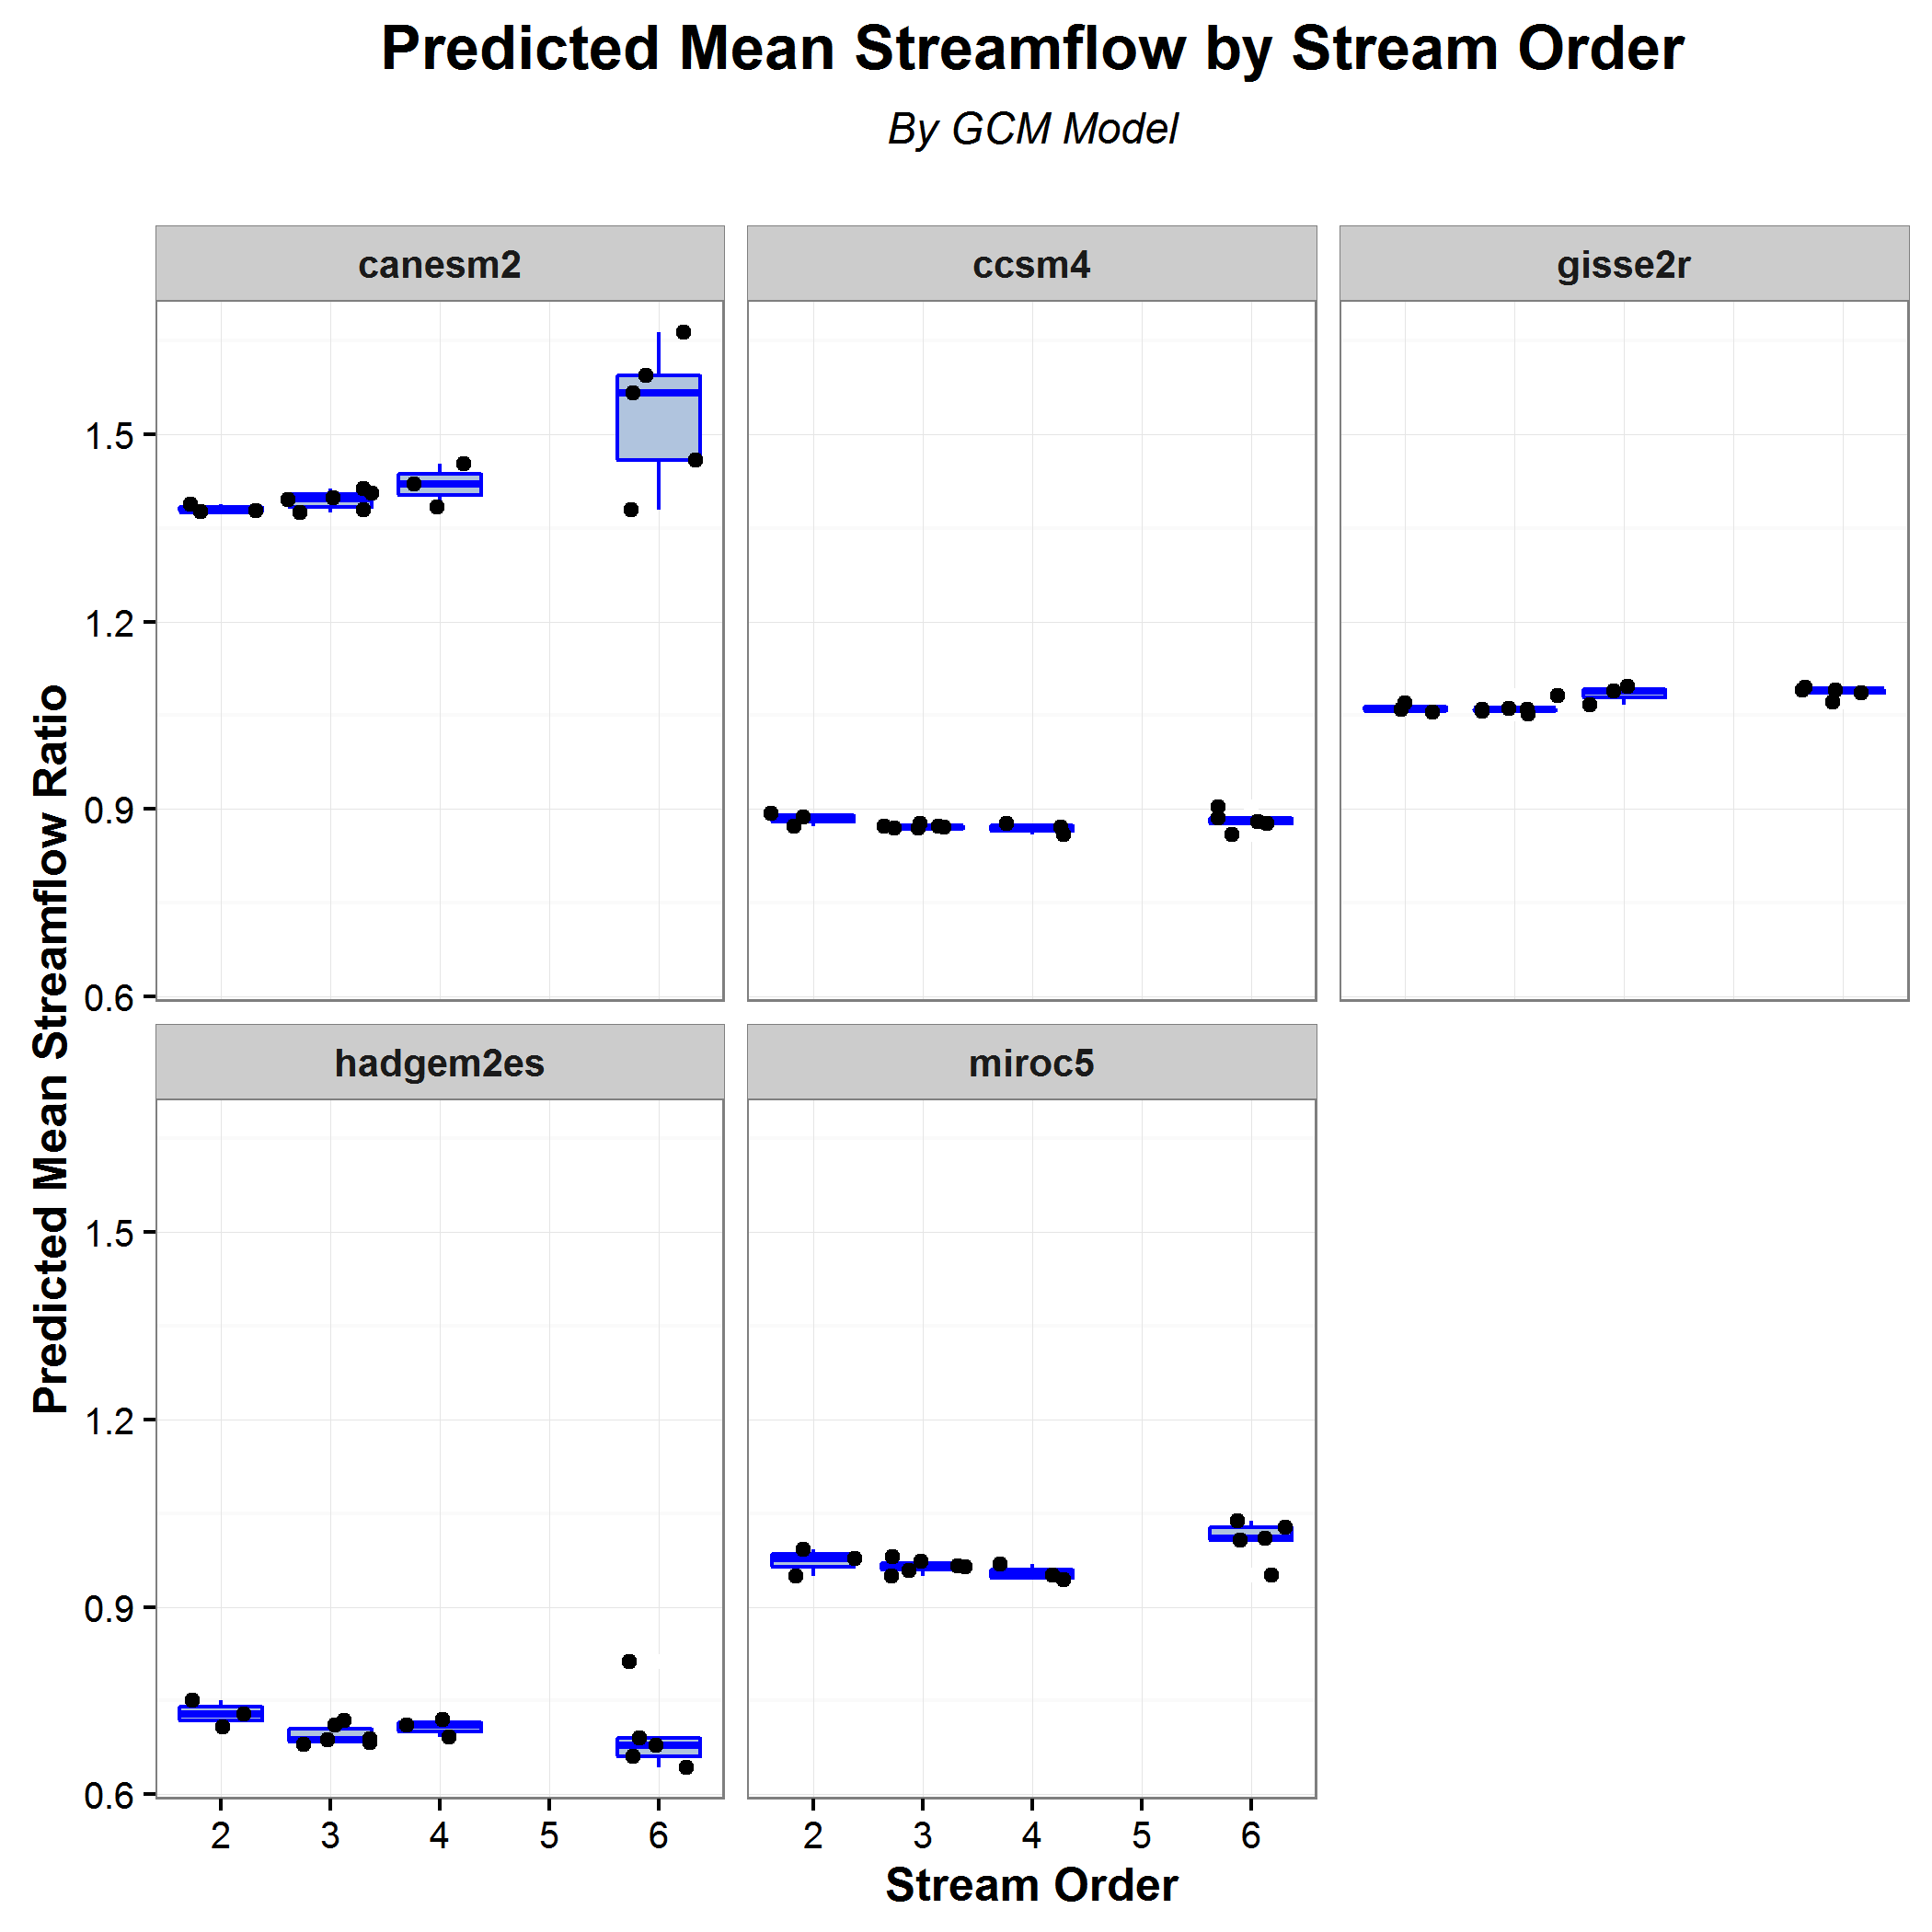 Predicted Mean Streamflow by Stream Order
By GCM Model
canesm2
ccsm4
gisse2r
1.5
1.2
0.9
0.6
Predicted Mean Streamflow Ratio
hadgem2es
miroc5
1.5
1.2
0.9
0.6
2 3 4 5 6
2 3 4 5 6
Stream Order